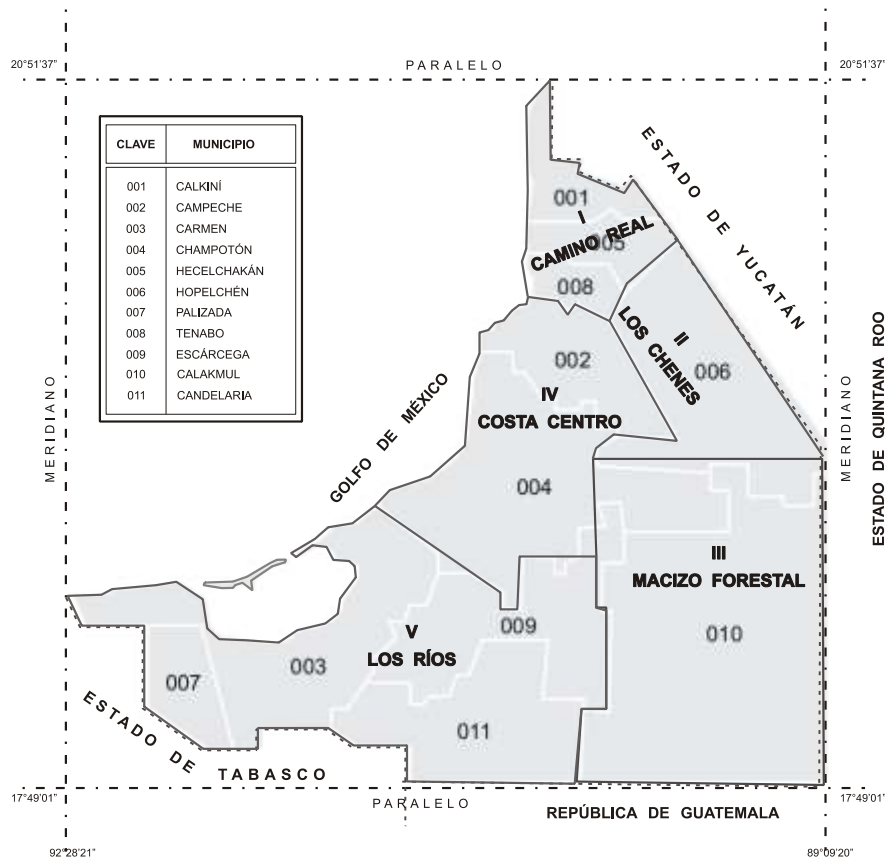 PARALELO
20°51'37"
20°51'37"
CLAVE MUNICIPIO
001 CALKINÍ
002 CAMPECHE
003 CARMEN
004 CHAMPOTÓN
005 HECELCHAKÁN
006 HOPELCHÉN
007 PALIZADA
008 TENABO
009 ESCÁRCEGA
010 CALAKMUL
011 CANDELARIA
ESTADO DE YUCATÁN
001
I
CAMINO REAL
005
008
II
LOS CHENES
006
002
IV
COSTA CENTRO
004
MERIDIANO
GOLFO DE MÉXICO
MERIDIANO
ESTADO DE QUINTANA ROO
III
MACIZO FORESTAL
010
009
V
LOS RÍOS
003
007
011
ESTADO DE
TABASCO
17°49'01"
PARALELO
REPÚBLICA DE GUATEMALA
17°49'01"
92°28'21"
89°09'20"